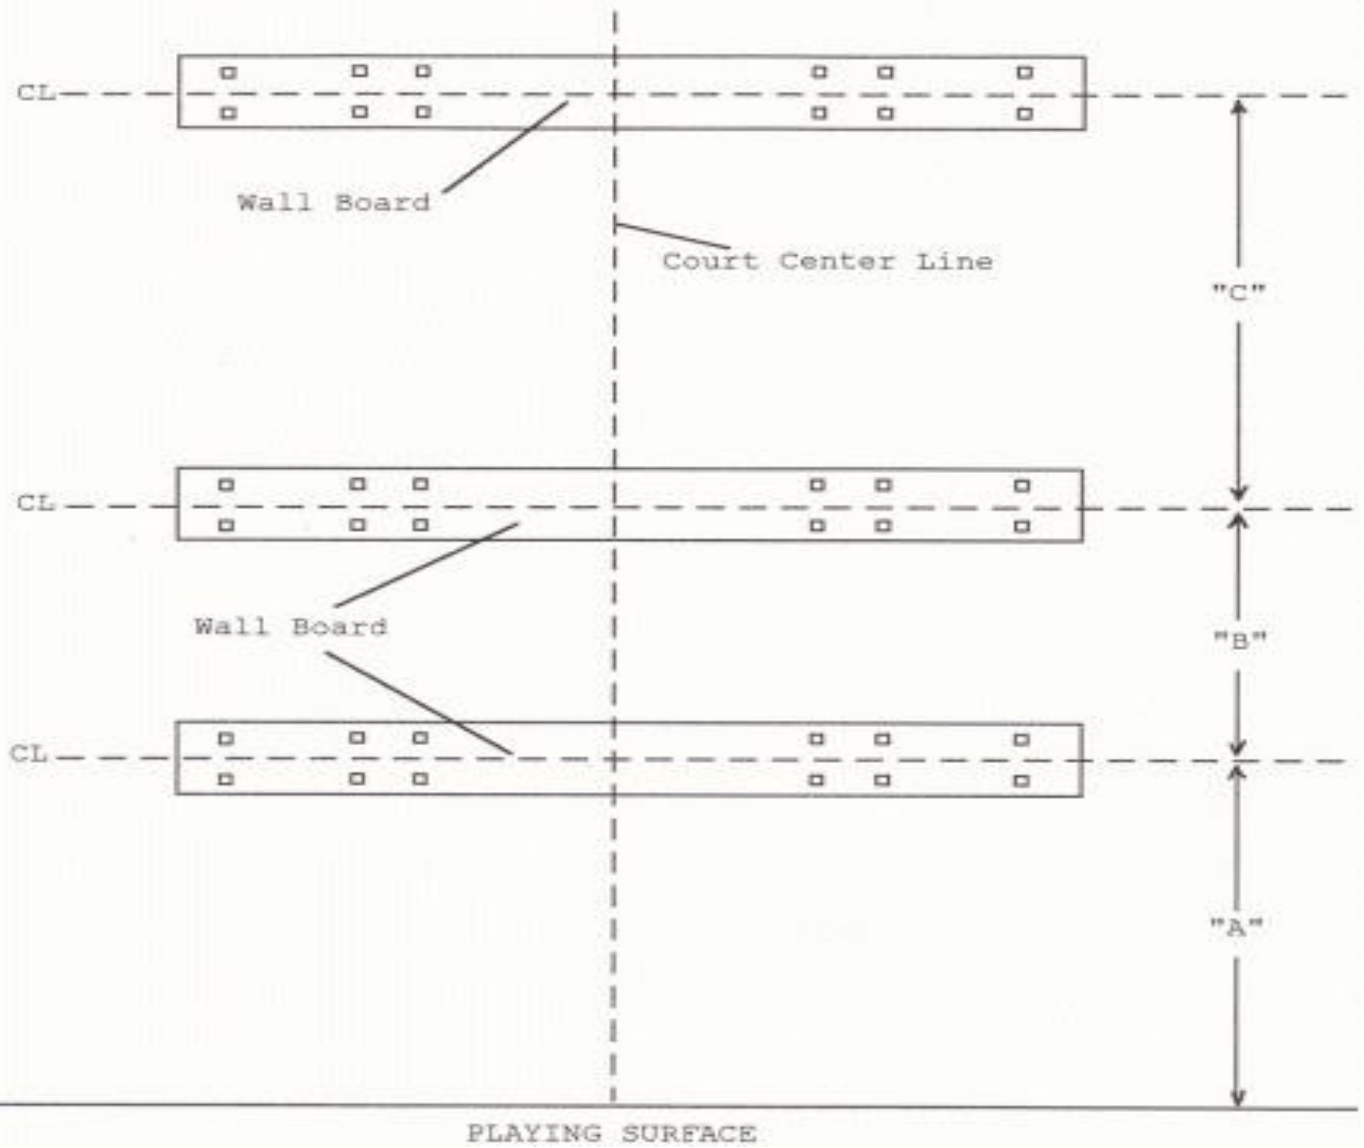 CL
Wall Board
Court Center Line
"C"
CL
Wall Board
"B"
CL
"A"
PLAYING SURFACE